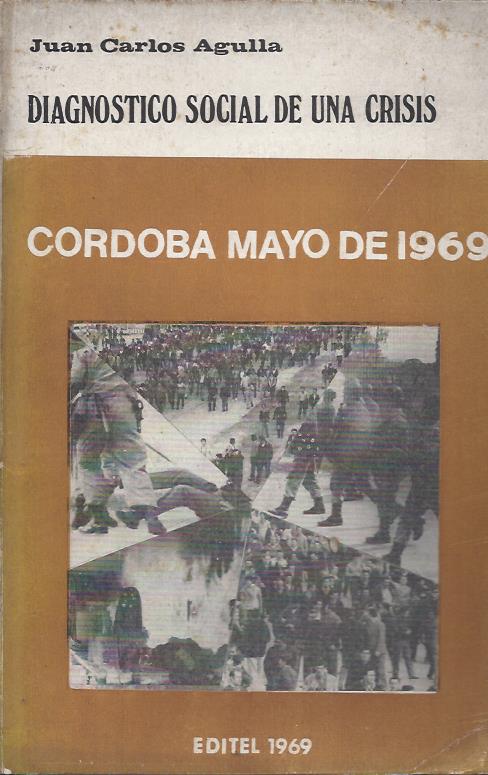 Juan Carlos Agulla
DIAGNOSTICO SOCIAL DE UNA CRISIS
CORDOBA MAYO DE 1969
EDITEL 1969